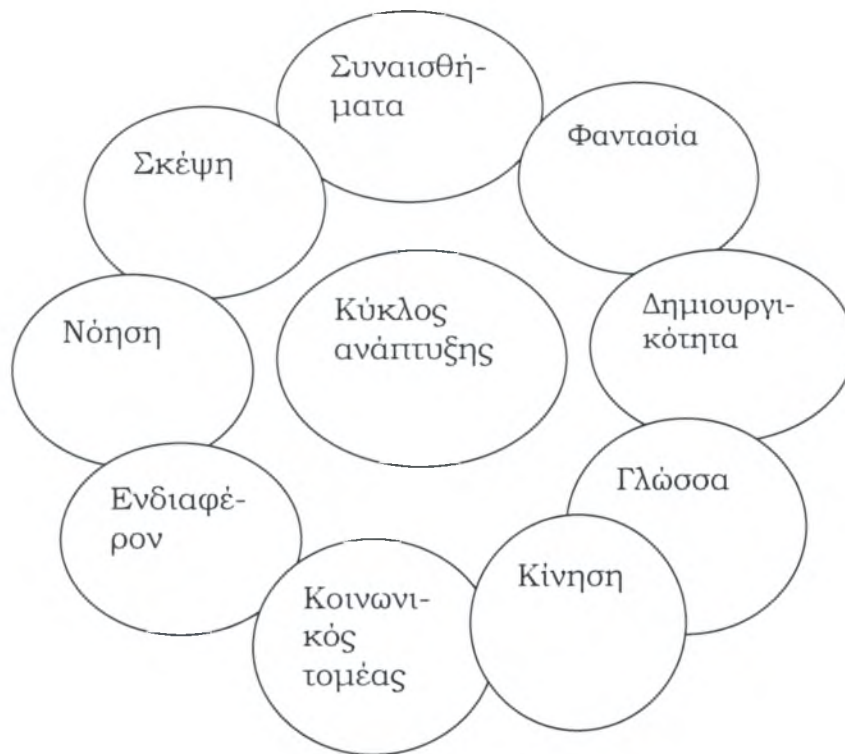 Συναισθή-
ματα
Φαντασία
Σκέψη
Δημιουργι-
κότητα
Νόηση
Κύκλος
ανάπτυξης
Γλώσσα
Ενδιαφέ-
ρον
Κίνηση
Κοινωνι-
κός
τομέας